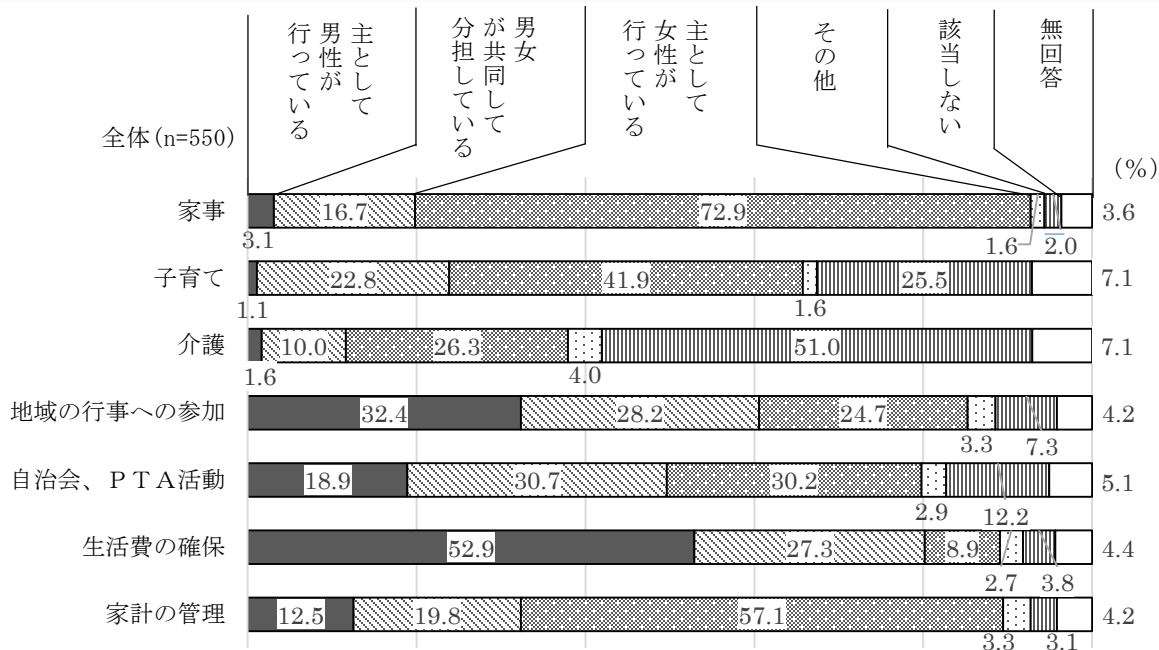 主として
男性が
行っている
男女
が共同して
分担している
主として
女性が
行っている
その他
該当しない
無回答
全体(n=550)
(%)
家事
16.7
72.9
3.6
3.1
1.6
2.0
子育て
22.8
41.9
25.5
7.1
1.1
1.6
介護
10.0
26.3
51.0
7.1
1.6
4.0
地域の行事への参加
32.4
28.2
24.7
4.2
3.3
7.3
自治会、ＰＴＡ活動
18.9
30.7
30.2
5.1
2.9
12.2
生活費の確保
52.9
27.3
8.9
4.4
2.7
3.8
家計の管理
12.5
19.8
57.1
4.2
3.3
3.1